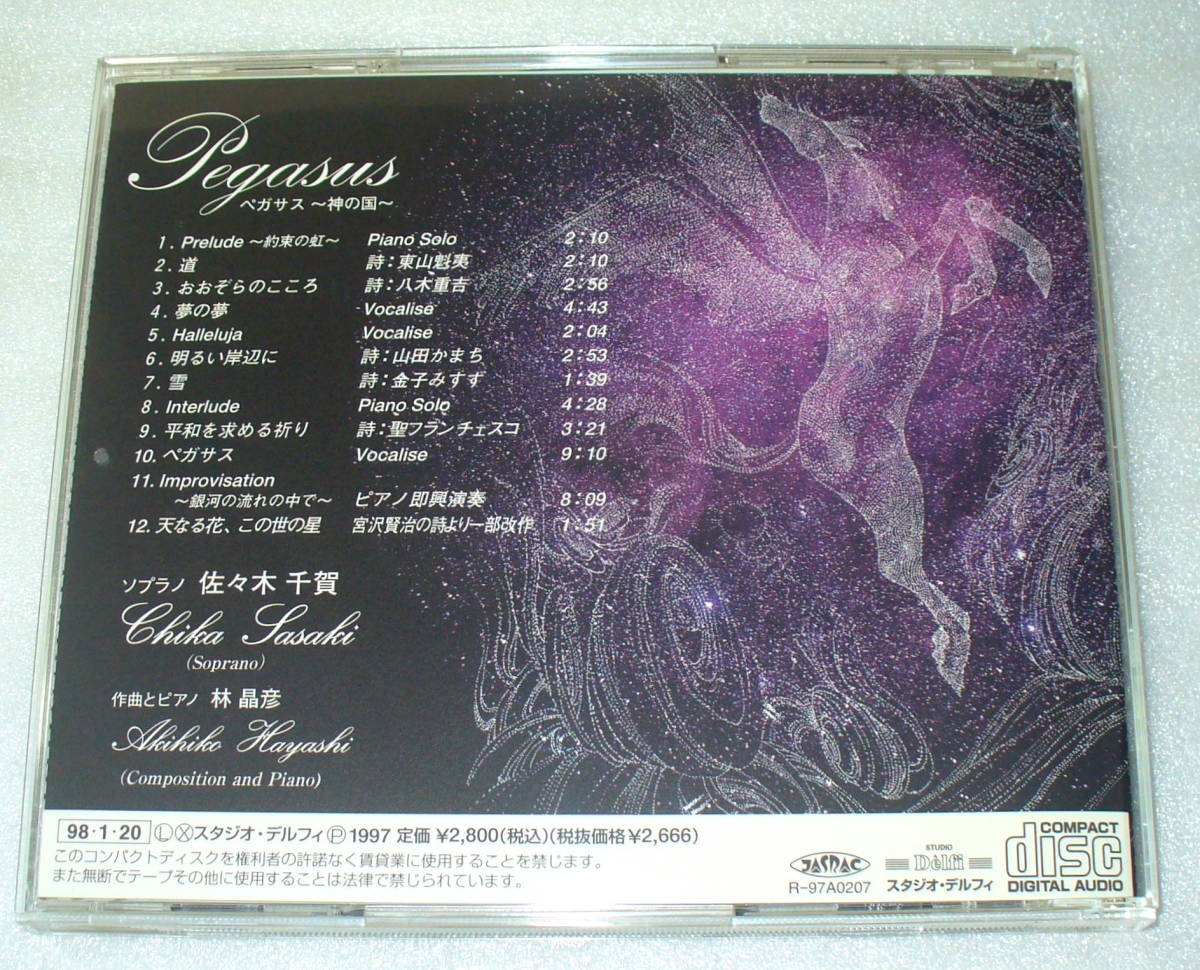 Pegasus
ペガサス ～神の国～
1. Prelude ～約束の虹～ Piano Solo 2:10
2. 道 詩：東山魁夷 2:10
3. おおぞらのこころ 詩：八木重吉 2:56
4. 夢の夢 Vocalise 4:43
5. Halleluja Vocalise 2:04
6. 明るい岸辺に 詩：山田かまち 2:53
7. 雪 詩：金子みすず 1:39
8. Interlude Piano Solo 4:28
9. 平和を求める祈り 詩：聖フランチェスコ 3:21
10. ペガサス Vocalise 9:10
11. Improvisation
～銀河の流れの中で～ ピアノ即興演奏 8:09
12. 天なる花、この世の星 宮沢賢治の詩より一部改作 1:51
ソプラノ 佐々木 千賀
Chika Sasaki
(Soprano)
作曲とピアノ 林 晶彦
Akihiko Hayashi
(Composition and Piano)
98・1・20 ⓁⓍスタジオ・デルフィ Ⓟ1997 定価 ¥2,800(税込)(税抜価格¥2,666)
このコンパクトディスクを権利者の許諾なく賃貸業に使用することを禁じます。
また無断でテープその他に使用することは法律で禁じられています。
JASRAC
R-97A0207
STUDIO
Délfi
スタジオ・デルフィ
COMPACT
disc
DIGITAL AUDIO